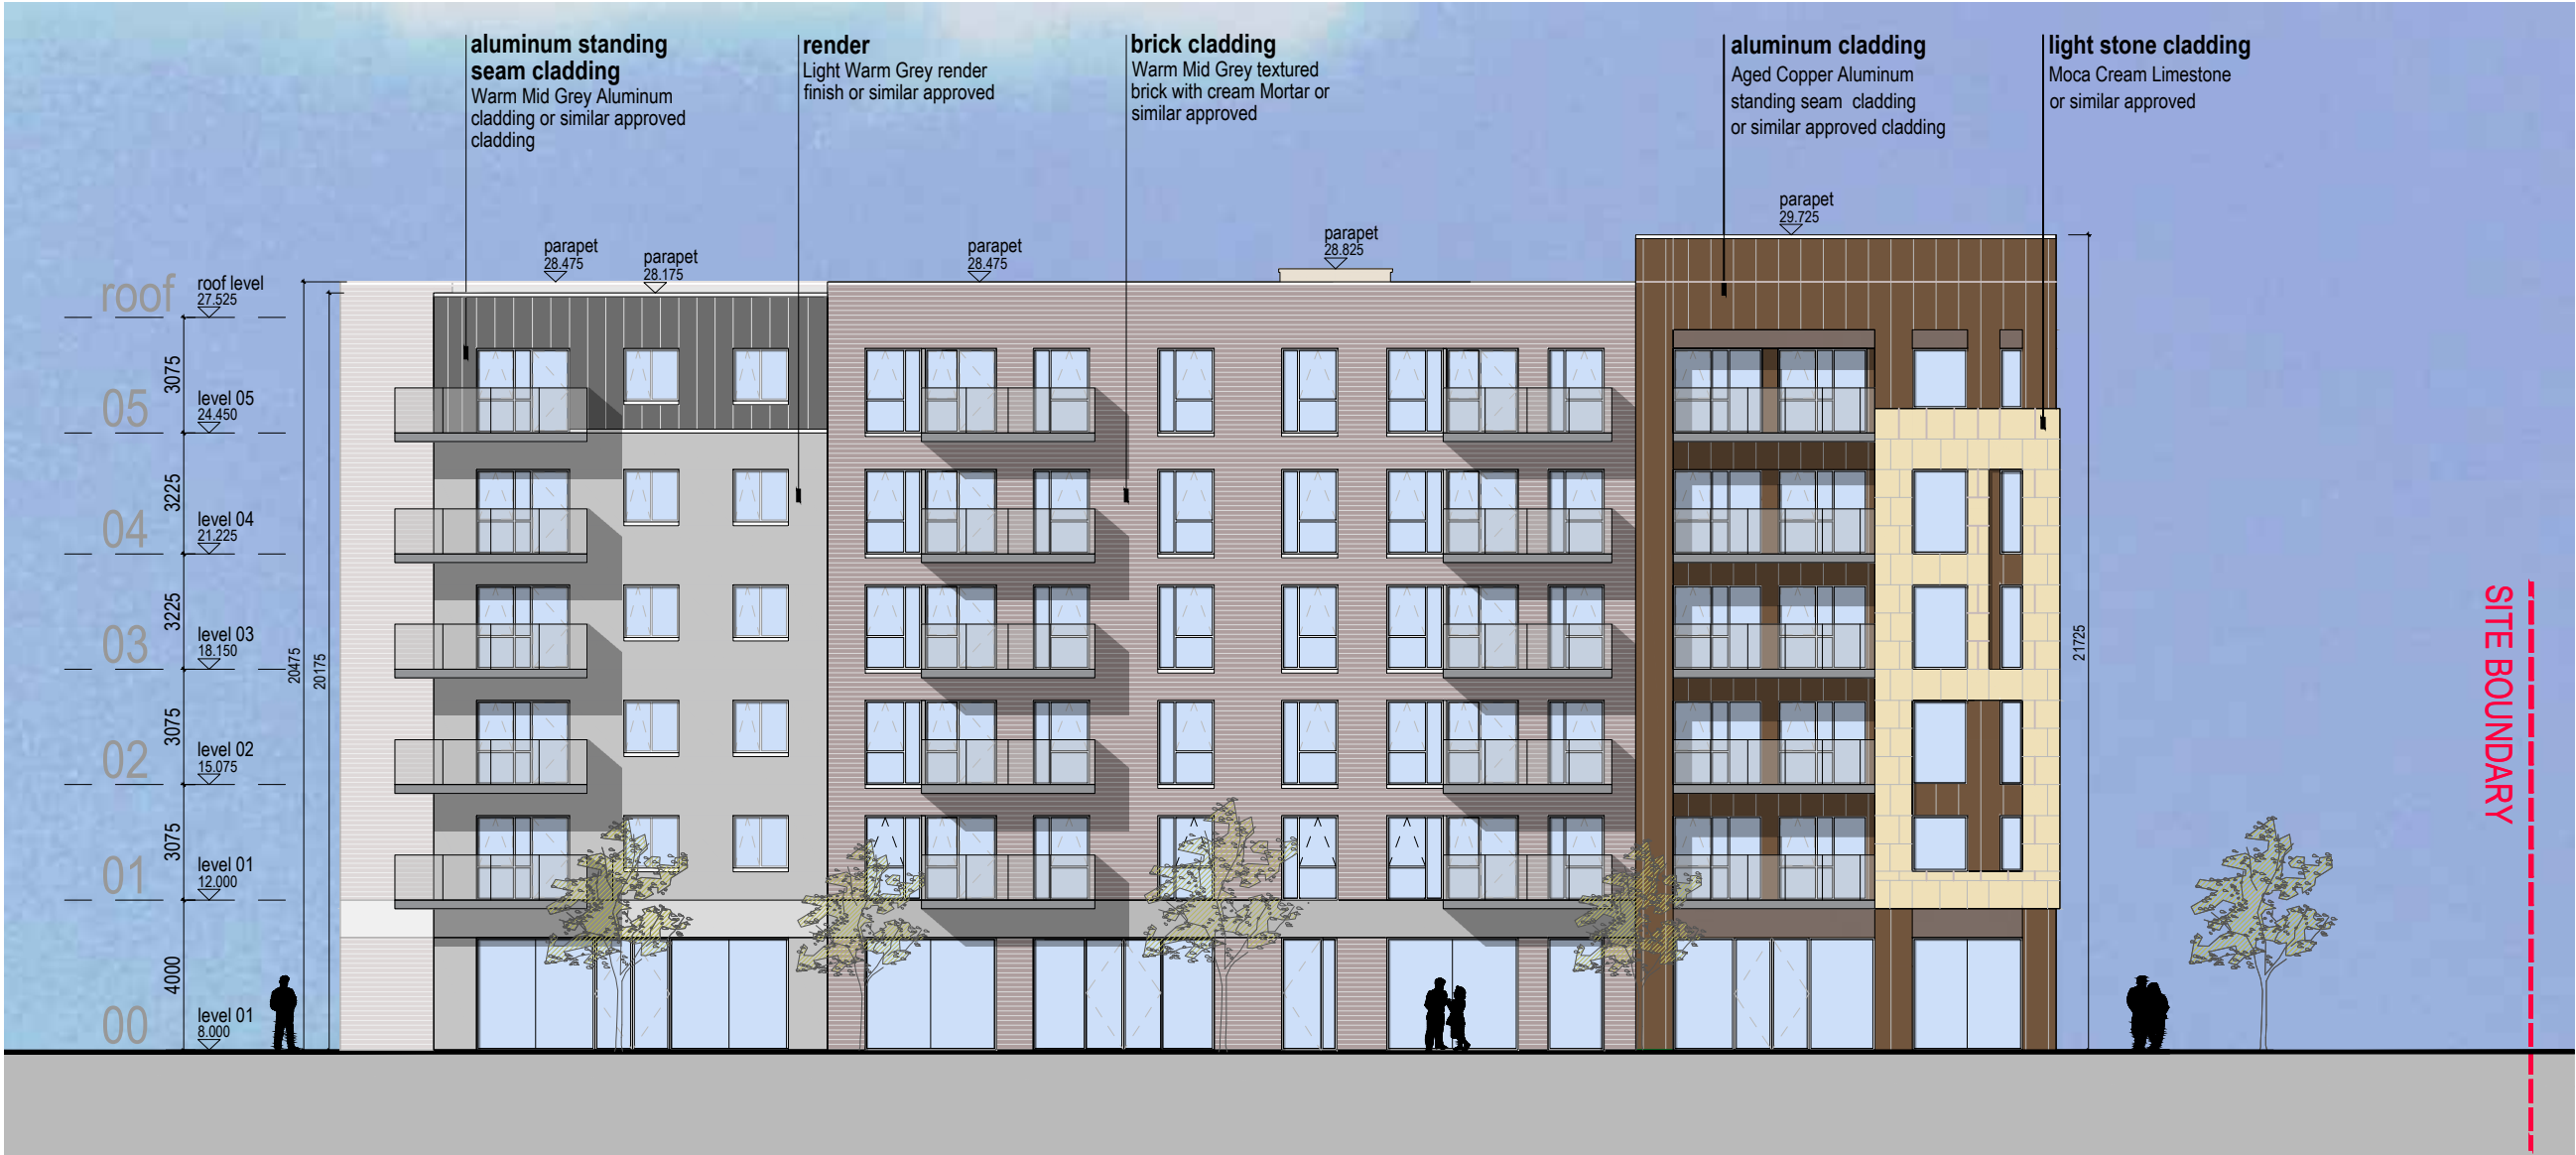 aluminum standing
seam cladding
Warm Mid Grey Aluminum
cladding or similar approved
cladding
render
Light Warm Grey render
finish or similar approved
brick cladding
Warm Mid Grey textured
brick with cream Mortar or
similar approved
aluminum cladding
Aged Copper Aluminum
standing seam cladding
or similar approved cladding
light stone cladding
Moca Cream Limestone
or similar approved
parapet
28.475
parapet
28.175
parapet
28.475
parapet
28.825
parapet
29.725
roof
roof level
27.525
3075
05
level 05
24.450
3225
04
level 04
21.225
3225
03
level 03
18.150
3075
02
level 02
15.075
3075
01
level 01
12.000
4000
00
level 01
8.000
20475
20175
21725
SITE BOUNDARY